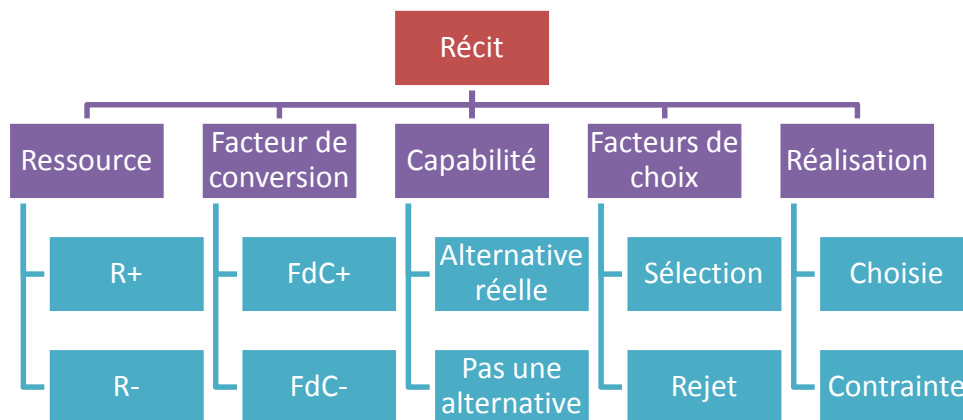 Récit
Ressource
Facteur de
conversion
Capabilité
Facteurs de
choix
Réalisation
R+
FdC+
Alternative
réelle
Sélection
Choisie
R-
FdC-
Pas une
alternative
Rejet
Contrainte